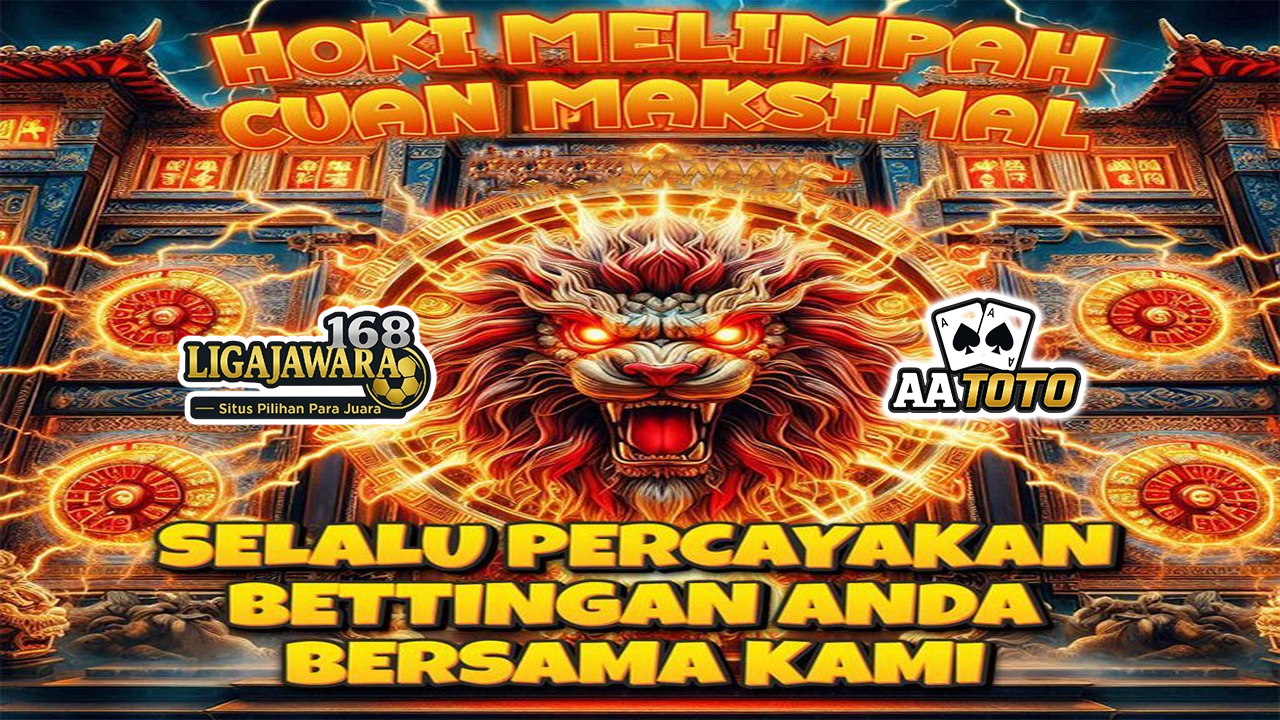 HOKI MELIMPAH
CUAN MAKSIMAL
168
LIGAJAWARA
Situs Pilihan Para Juara
A
A
A
AATOTO
SELALU PERCAYAKAN
BETTINGAN ANDA
BERSAMA KAMI